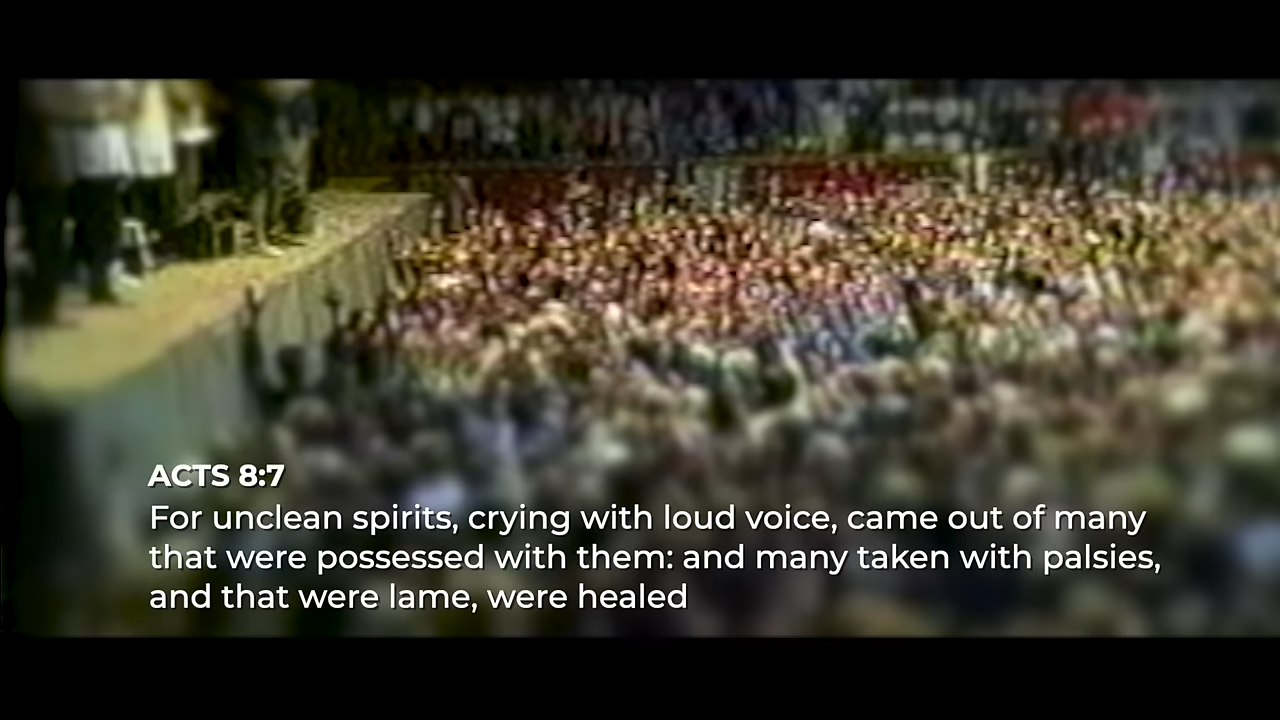 ACTS 8:7
For unclean spirits, crying with loud voice, came out of many
that were possessed with them: and many taken with palsies,
and that were lame, were healed